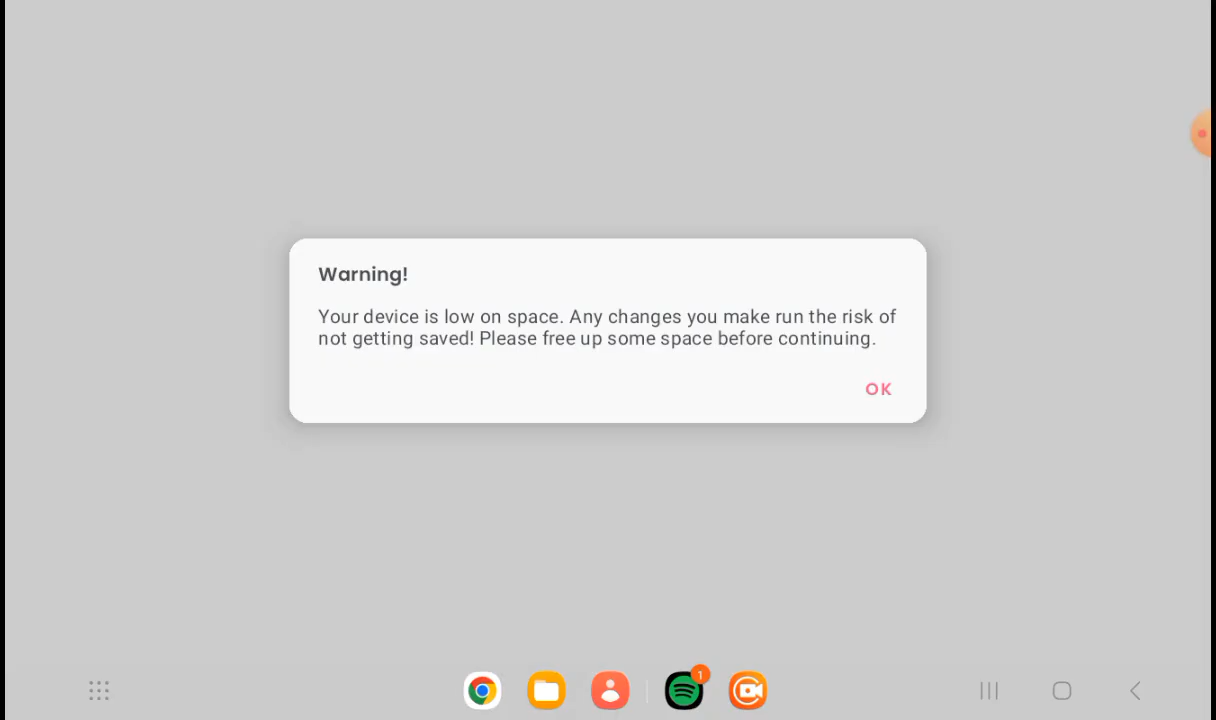 Warning!
Your device is low on space. Any changes you make run the risk of
not getting saved! Please free up some space before continuing.
OK
1